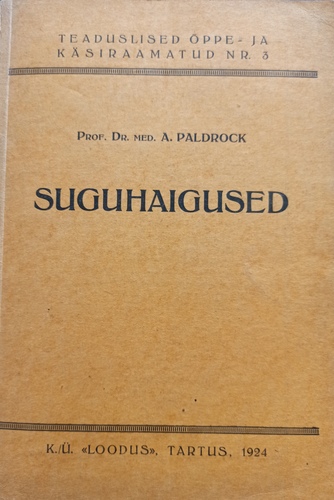 TEADUSLISED ÕPPE- JA
KÄSIRAAMATUD NR. 3
PROF. DR. MED. A. PALDROCK
SUGUHAIGUSED
K./Ü. «LOODUS», TARTUS, 1924